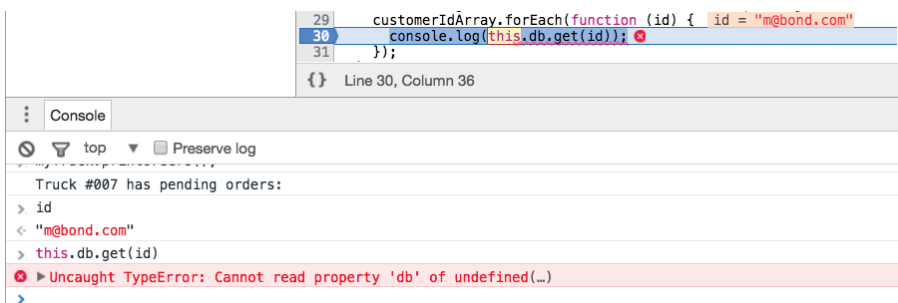 29 customerIdArray.forEach(function (id) { id = "m@bond.com"
30 console.log(this.db.get(id));
31 });
{} Line 30, Column 36
Console
top ▼ Preserve log
Truck #007 has pending orders:
> id
< "m@bond.com"
> this.db.get(id)
▶Uncaught TypeError: Cannot read property 'db' of undefined(…)
>